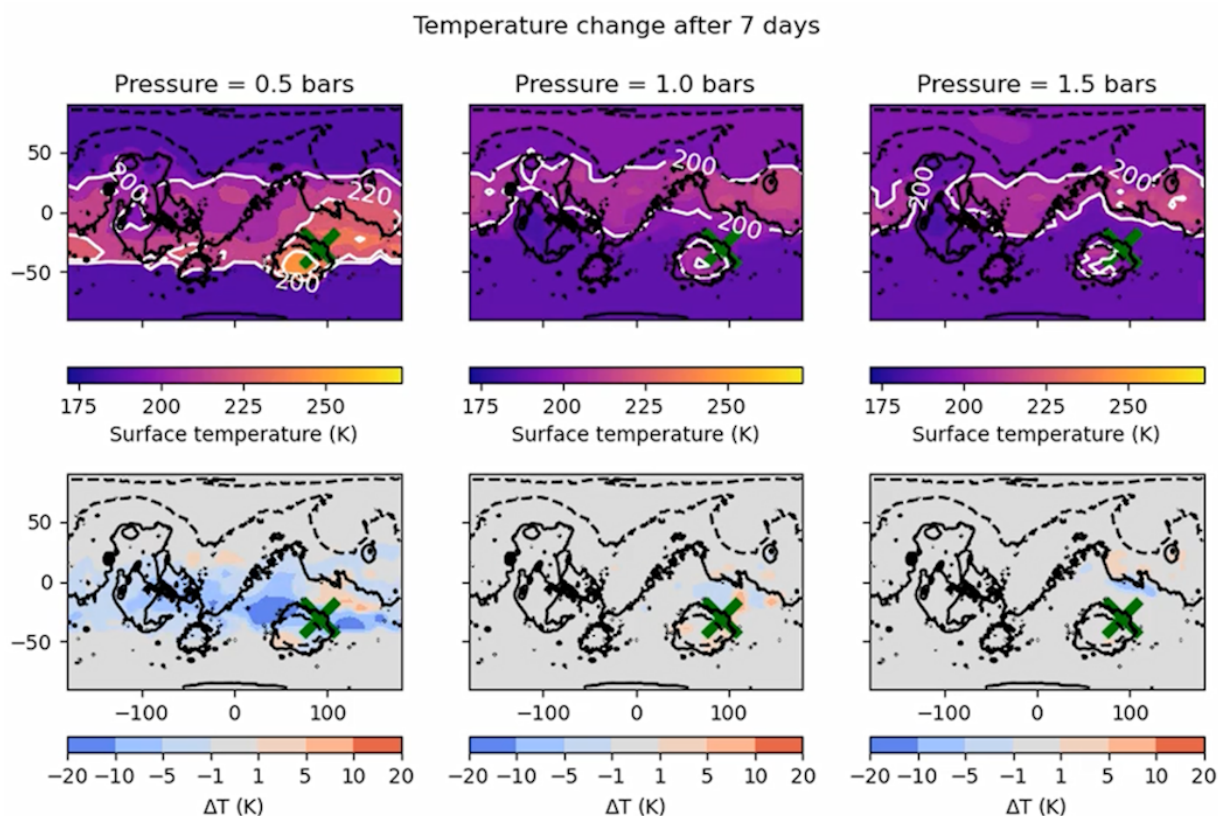 Temperature change after 7 days
Pressure = 0.5 bars Pressure = 1.0 bars Pressure = 1.5 bars
50
0
−50
200
220
200
200
200
200
200
175 200 225 250 175 200 225 250 175 200 225 250
Surface temperature (K) Surface temperature (K) Surface temperature (K)
50
0
−50
−100 0 100 −100 0 100 −100 0 100
−20 −10 −5 −1 1 5 10 20 −20 −10 −5 −1 1 5 10 20 −20 −10 −5 −1 1 5 10 20
ΔT (K) ΔT (K) ΔT (K)